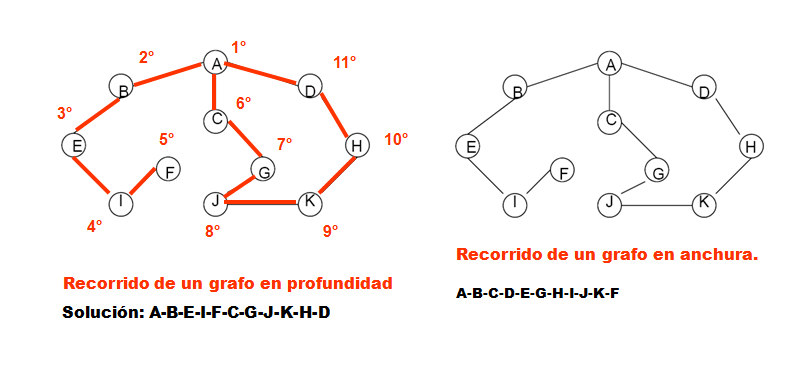 1°
2°
11°
A
A
B
D
B
D
3°
6°
C
C
5°
7°
10°
E
H
E
H
F
G
F
G
I
J
K
I
J
K
4°
8°
9°
Recorrido de un grafo en profundidad
Solución: A-B-E-I-F-C-G-J-K-H-D
Recorrido de un grafo en anchura.
A-B-C-D-E-G-H-I-J-K-F